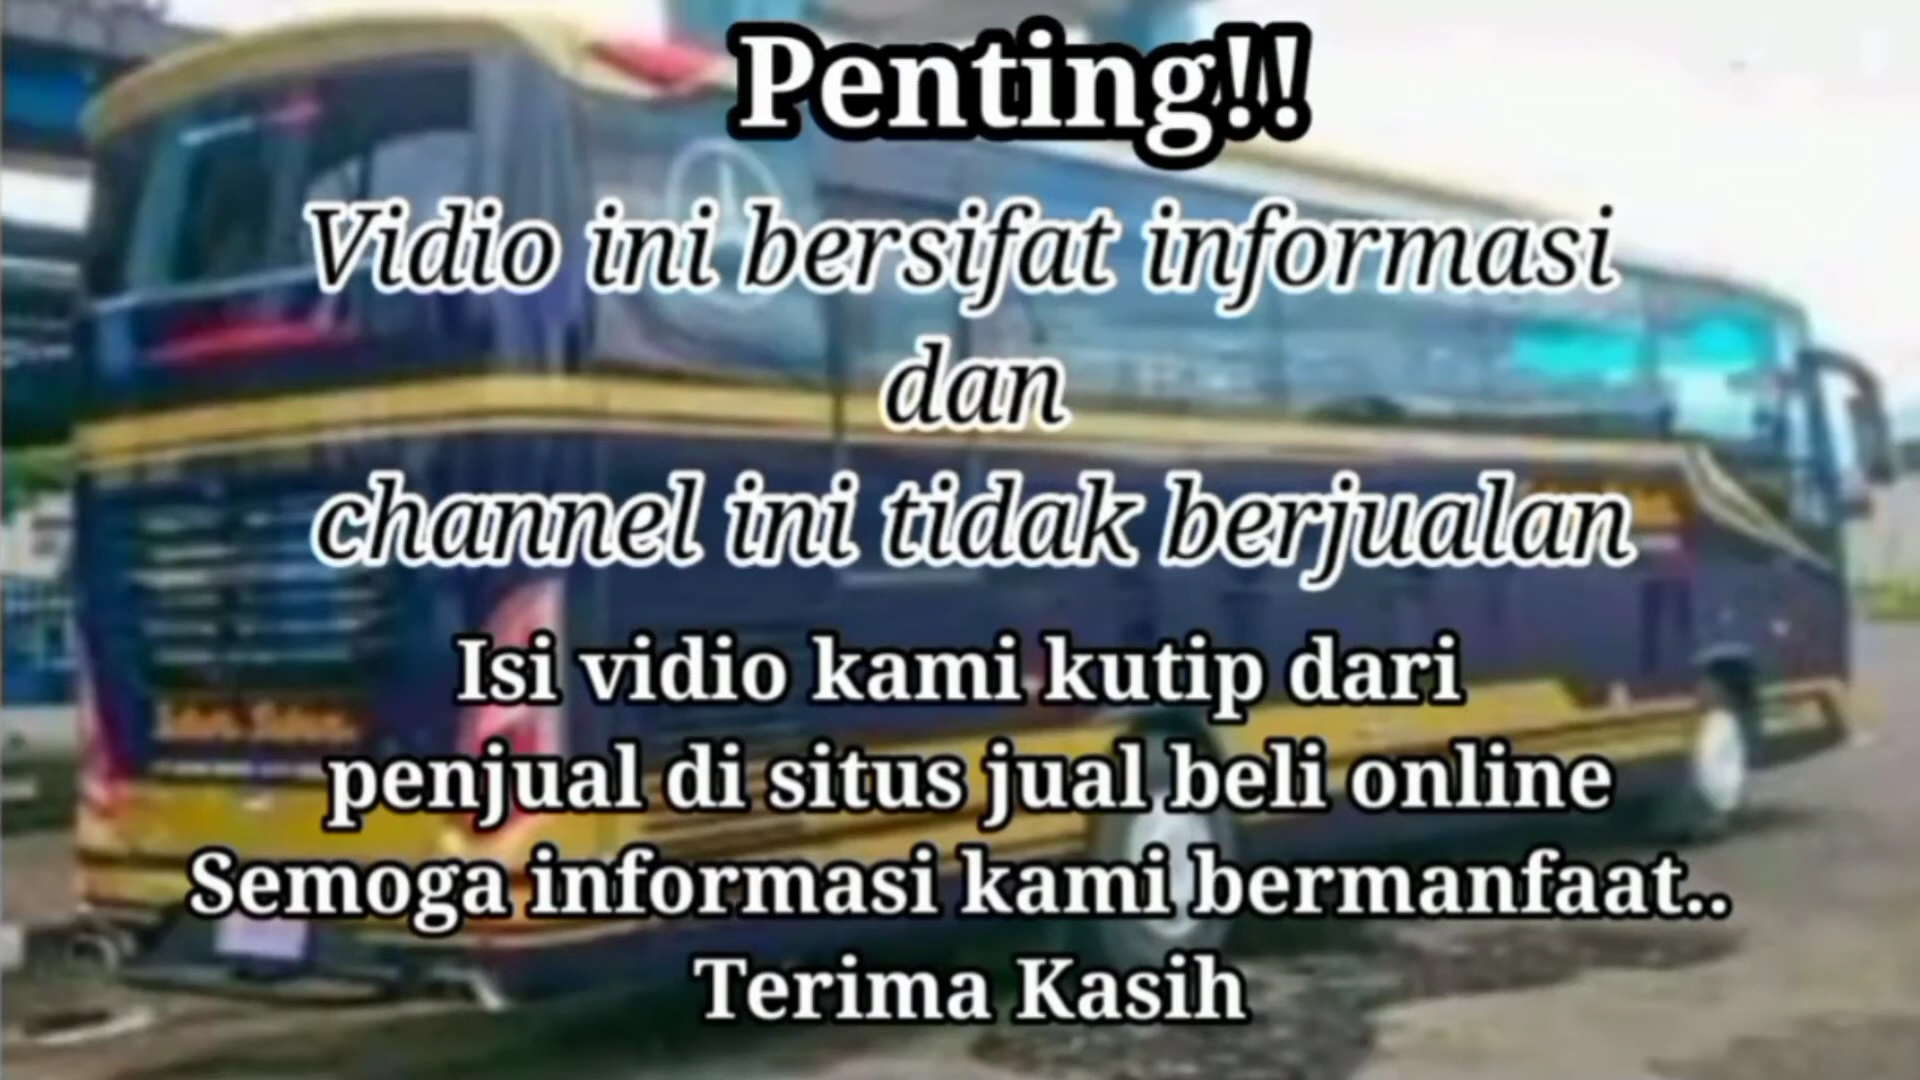 Penting!!
Vidio ini bersifat informasi
dan
channel ini tidak berjualan
Isi vidio kami kutip dari
penjual di situs jual beli online
Semoga informasi kami bermanfaat..
Terima Kasih